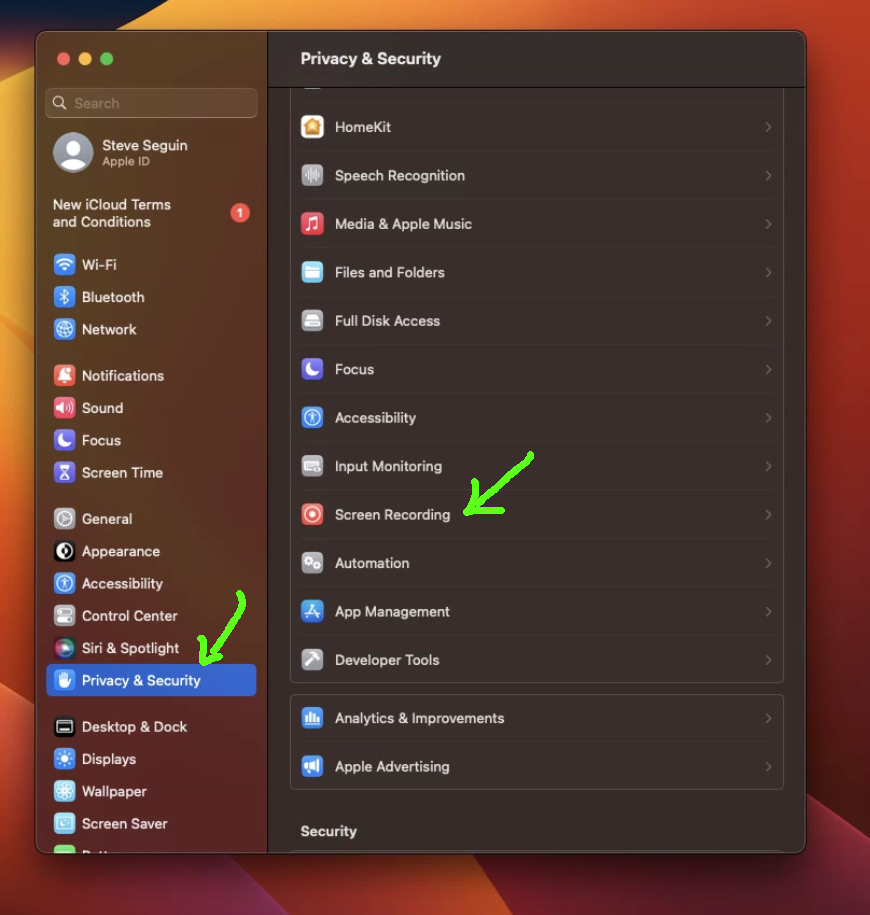 Privacy & Security
Search
Steve Seguin
Apple ID
New iCloud Terms
and Conditions
1
Wi-Fi
Bluetooth
Network
Notifications
Sound
Focus
Screen Time
General
Appearance
Accessibility
Control Center
Siri & Spotlight
Privacy & Security
Desktop & Dock
Displays
Wallpaper
Screen Saver
HomeKit
Speech Recognition
Media & Apple Music
Files and Folders
Full Disk Access
Focus
Accessibility
Input Monitoring
Screen Recording
Automation
App Management
Developer Tools
Analytics & Improvements
Apple Advertising
Security